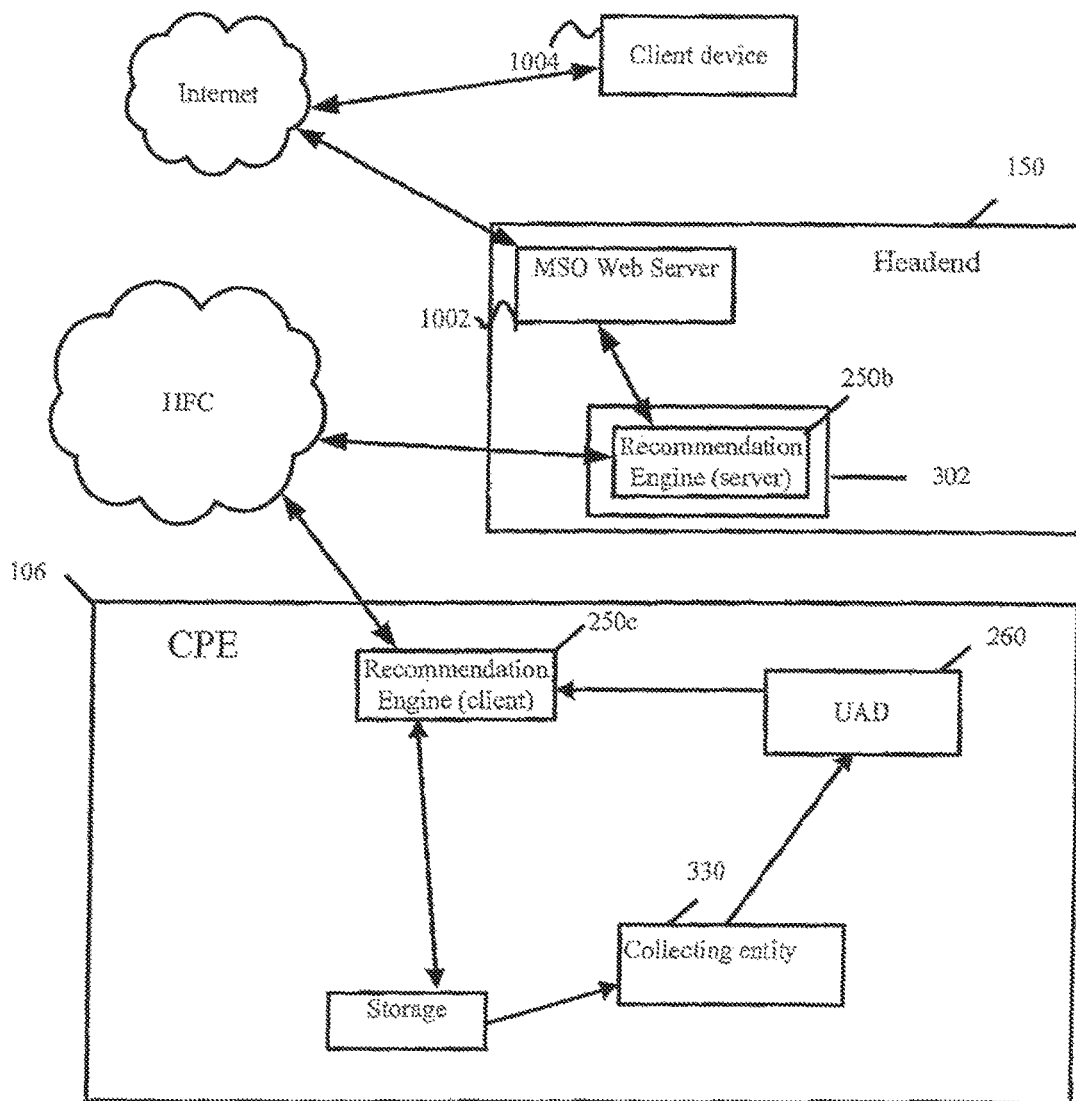 1004
Client device
Internet
150
MSO Web Server
Headend
1002
HFC
250b
Recommendation
Engine (server)
302
106
CPE
250c
Recommendation
Engine (client)
260
UAD
330
Collecting entity
Storage